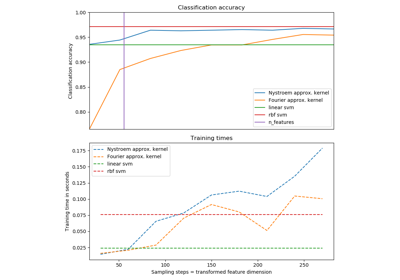 Classification accuracy
1.00
0.95
0.90
0.85
0.80
Classification accuracy
Nystroem approx. kernel
Fourier approx. kernel
linear svm
rbf svm
n_features
Training times
0.175
0.150
0.125
0.100
0.075
0.050
0.025
Training time in seconds
Nystroem approx. kernel
Fourier approx. kernel
linear svm
rbf svm
50
100
150
200
250
Sampling steps = transformed feature dimension